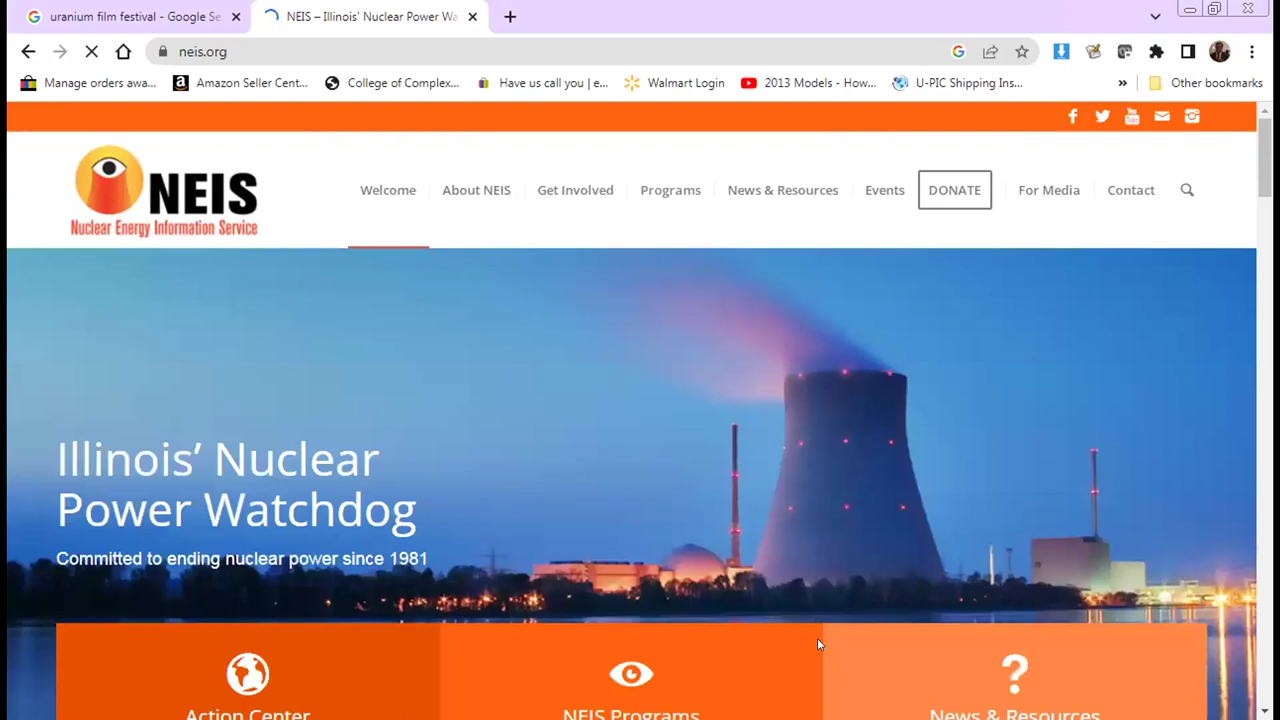 uranium film festival - Google Se
NEIS – Illinois' Nuclear Power Wa
neis.org
Manage orders awa...
Amazon Seller Cent...
College of Complex...
Have us call you | e...
Walmart Login
2013 Models - How...
U-PIC Shipping Ins...
»
Other bookmarks
NEIS
Nuclear Energy Information Service
Welcome
About NEIS
Get Involved
Programs
News & Resources
Events
DONATE
For Media
Contact
Illinois' Nuclear
Power Watchdog
Committed to ending nuclear power since 1981
Action Center
NEIS Programs
News & Resources